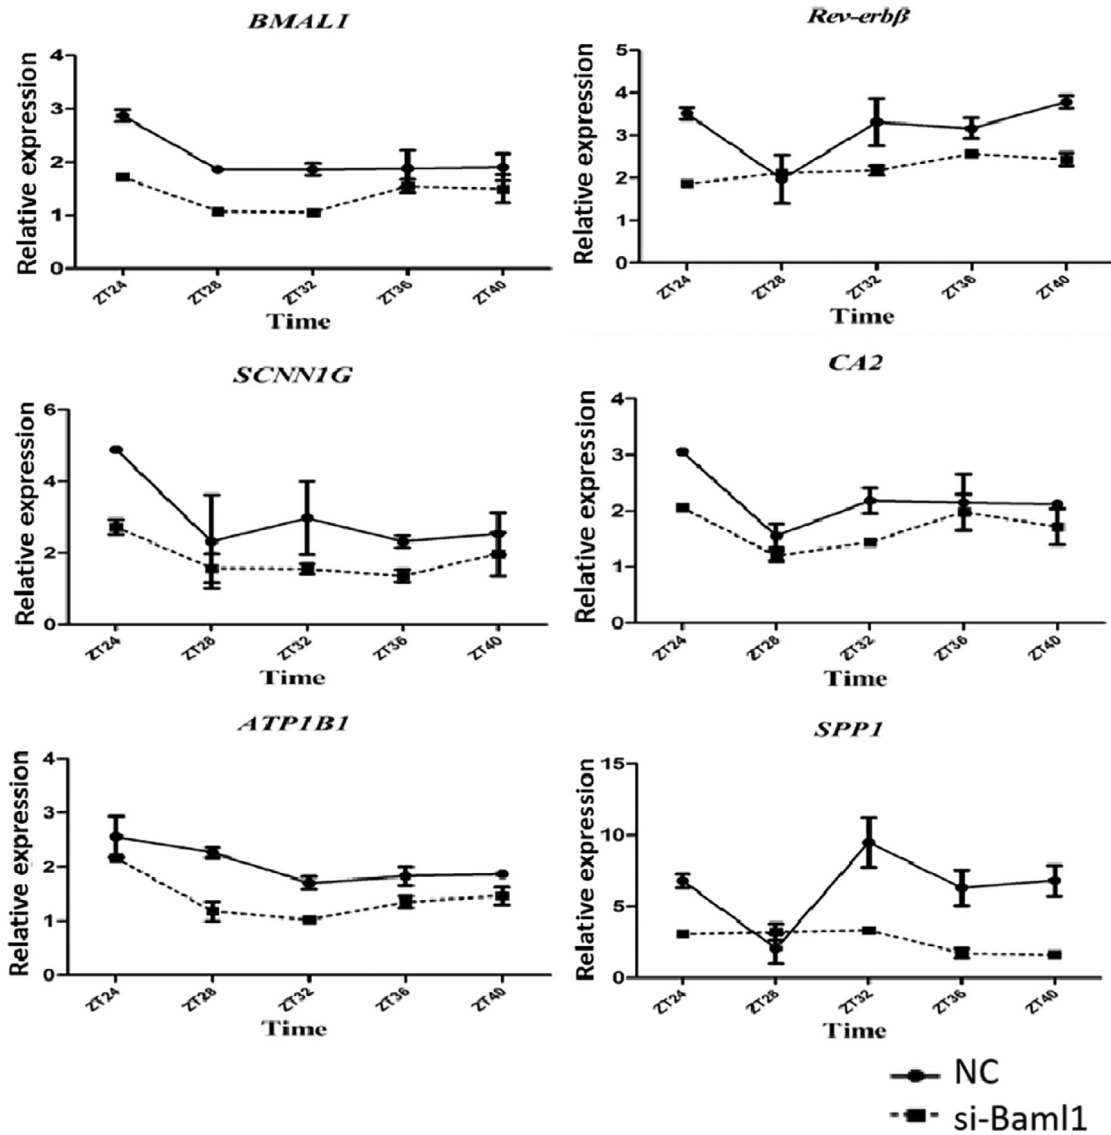 BMAL1
Relative expression
4
3
2
1
0
ZT24 ZT28 ZT32 ZT36 ZT40
Time
Rev-erbβ
Relative expression
5
4
3
2
1
0
ZT24 ZT28 ZT32 ZT36 ZT40
Time
SCNN1G
Relative expression
6
4
2
0
ZT24 ZT28 ZT32 ZT36 ZT40
Time
CA2
Relative expression
4
3
2
1
0
ZT24 ZT28 ZT32 ZT36 ZT40
Time
ATP1B1
Relative expression
4
3
2
1
0
ZT24 ZT28 ZT32 ZT36 ZT40
Time
SPP1
Relative expression
15
10
5
0
ZT24 ZT28 ZT32 ZT36 ZT40
Time
NC
si-Baml1